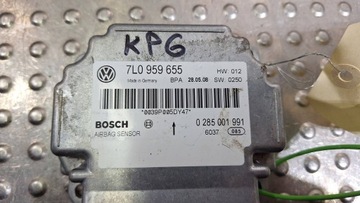 KPG
7L0 959 655
HW 012
Made in Germany
BPA 28.05.08 SW 0250
*0039P005DY47*
BOSCH
0 285 001 991
AIRBAG SENSOR
6037
085